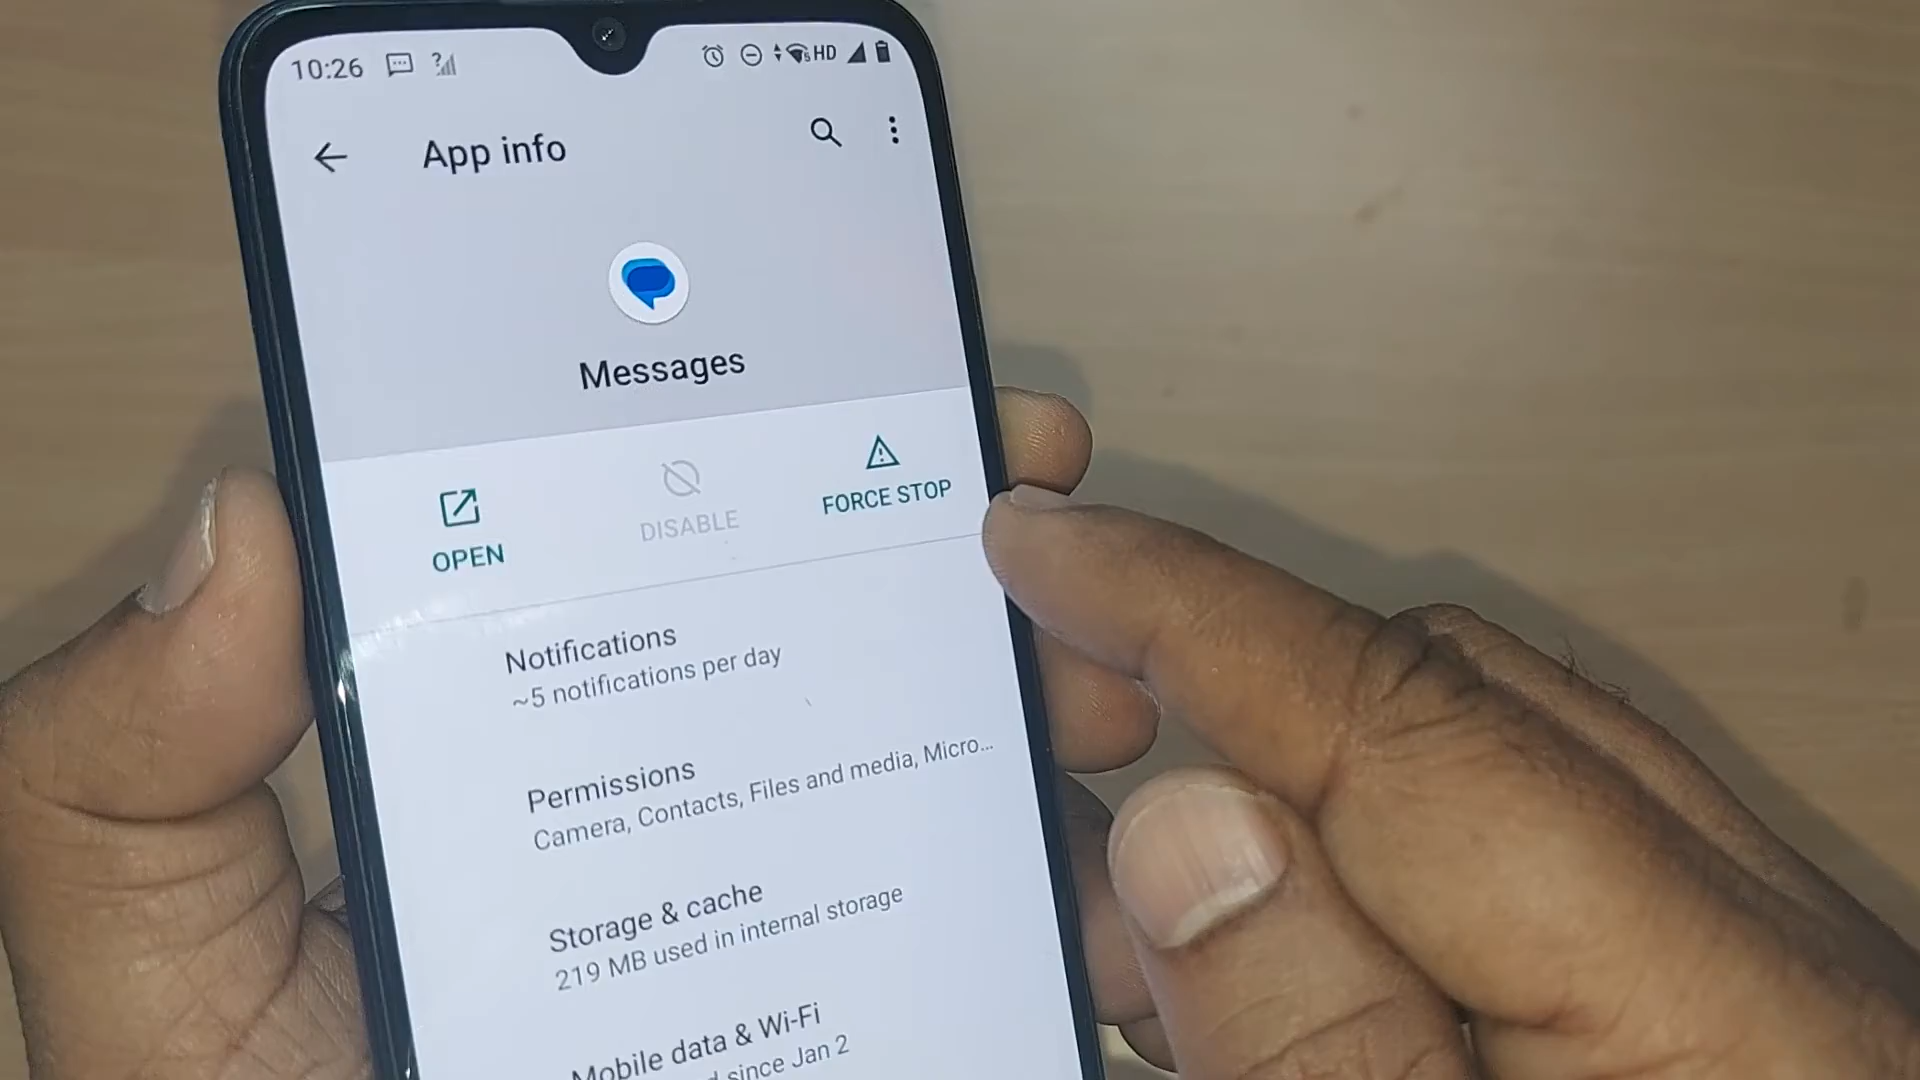 10:26
HD
App info
Messages
OPEN
DISABLE
FORCE STOP
Notifications
~5 notifications per day
Permissions
Camera, Contacts, Files and media, Micro...
Storage & cache
219 MB used in internal storage
Mobile data & Wi-Fi
since Jan 2